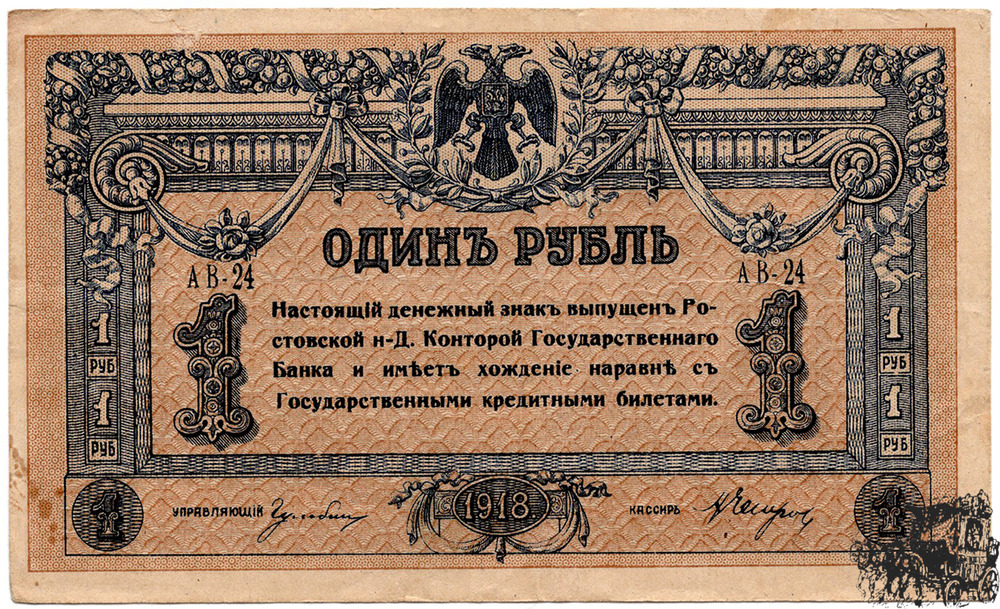 ОДИНЪ РУБЛЬ
АВ-24 АВ-24
Настоящій денежный знакъ выпущенъ Ро-
стовской н-Д. Конторой Государственнаго
Банка и имѣетъ хожденіе наравнѣ съ
Государственными кредитными билетами.
1 1
1 РУБ 1 РУБ
1 РУБ 1 РУБ
1 УПРАВЛЯЮЩІЙ 1918. КАССИРЪ 1